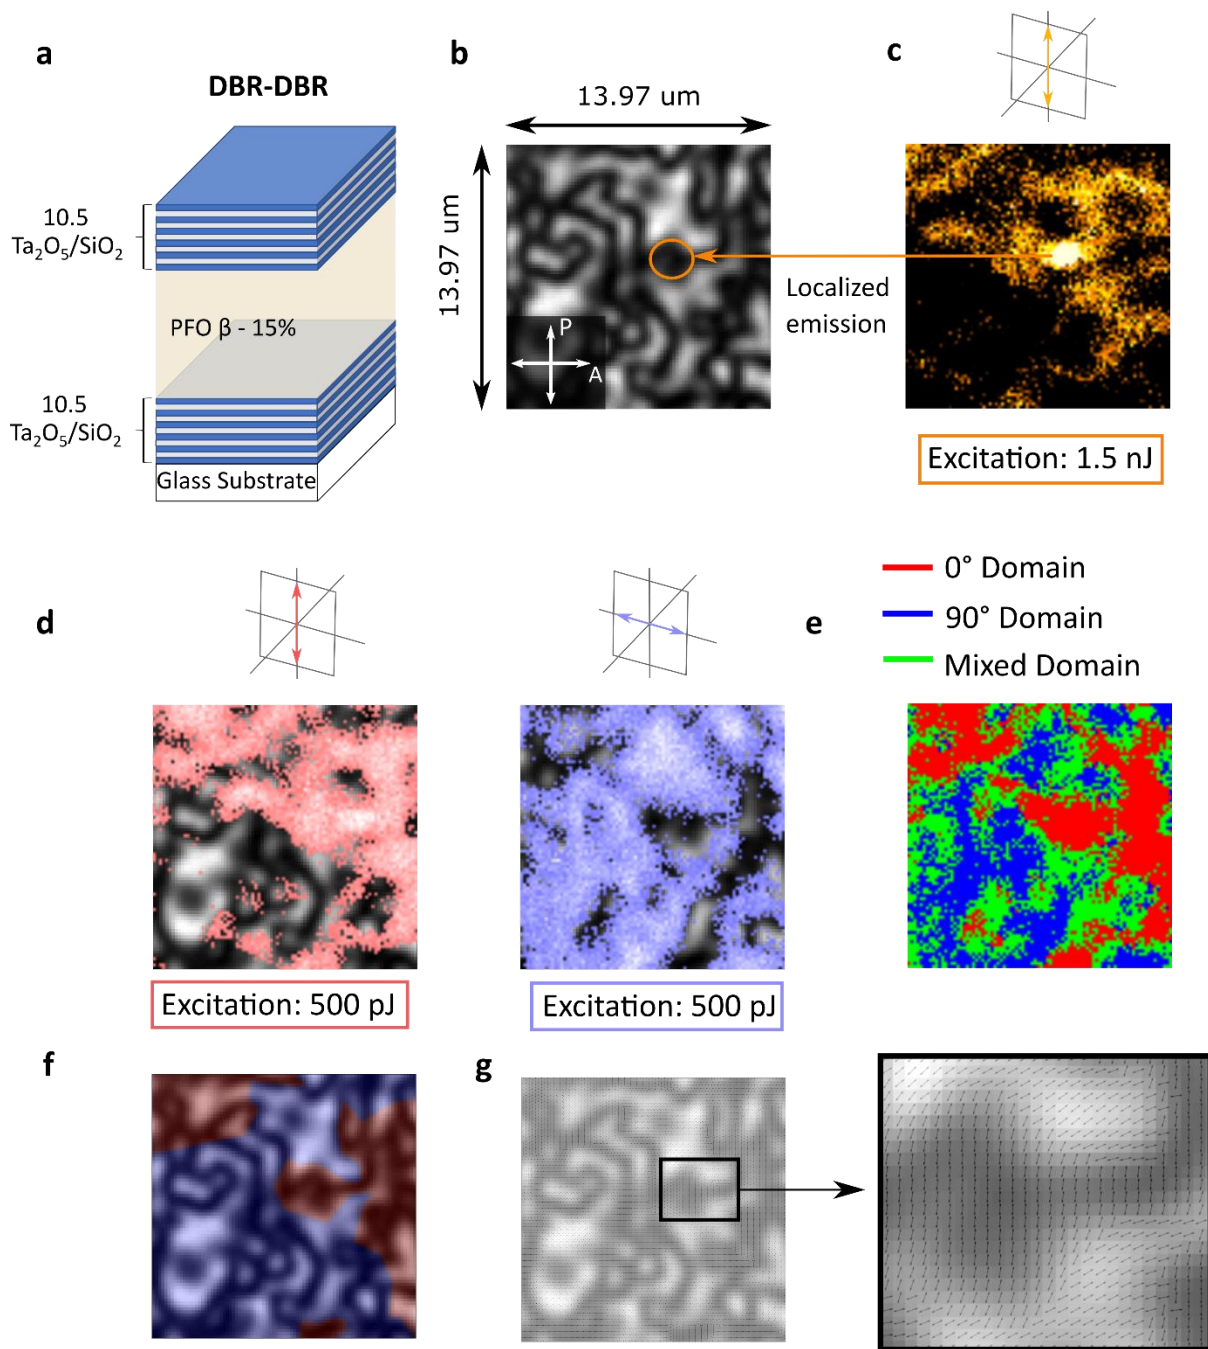 a
DBR-DBR
10.5
Ta₂O₅/SiO₂
PFO β - 15%
10.5
Ta₂O₅/SiO₂
Glass Substrate
b
13.97 um
13.97 um
P
A
c
Localized
emission
Excitation: 1.5 nJ
d
Excitation: 500 pJ
Excitation: 500 pJ
e
0° Domain
90° Domain
Mixed Domain
f
g